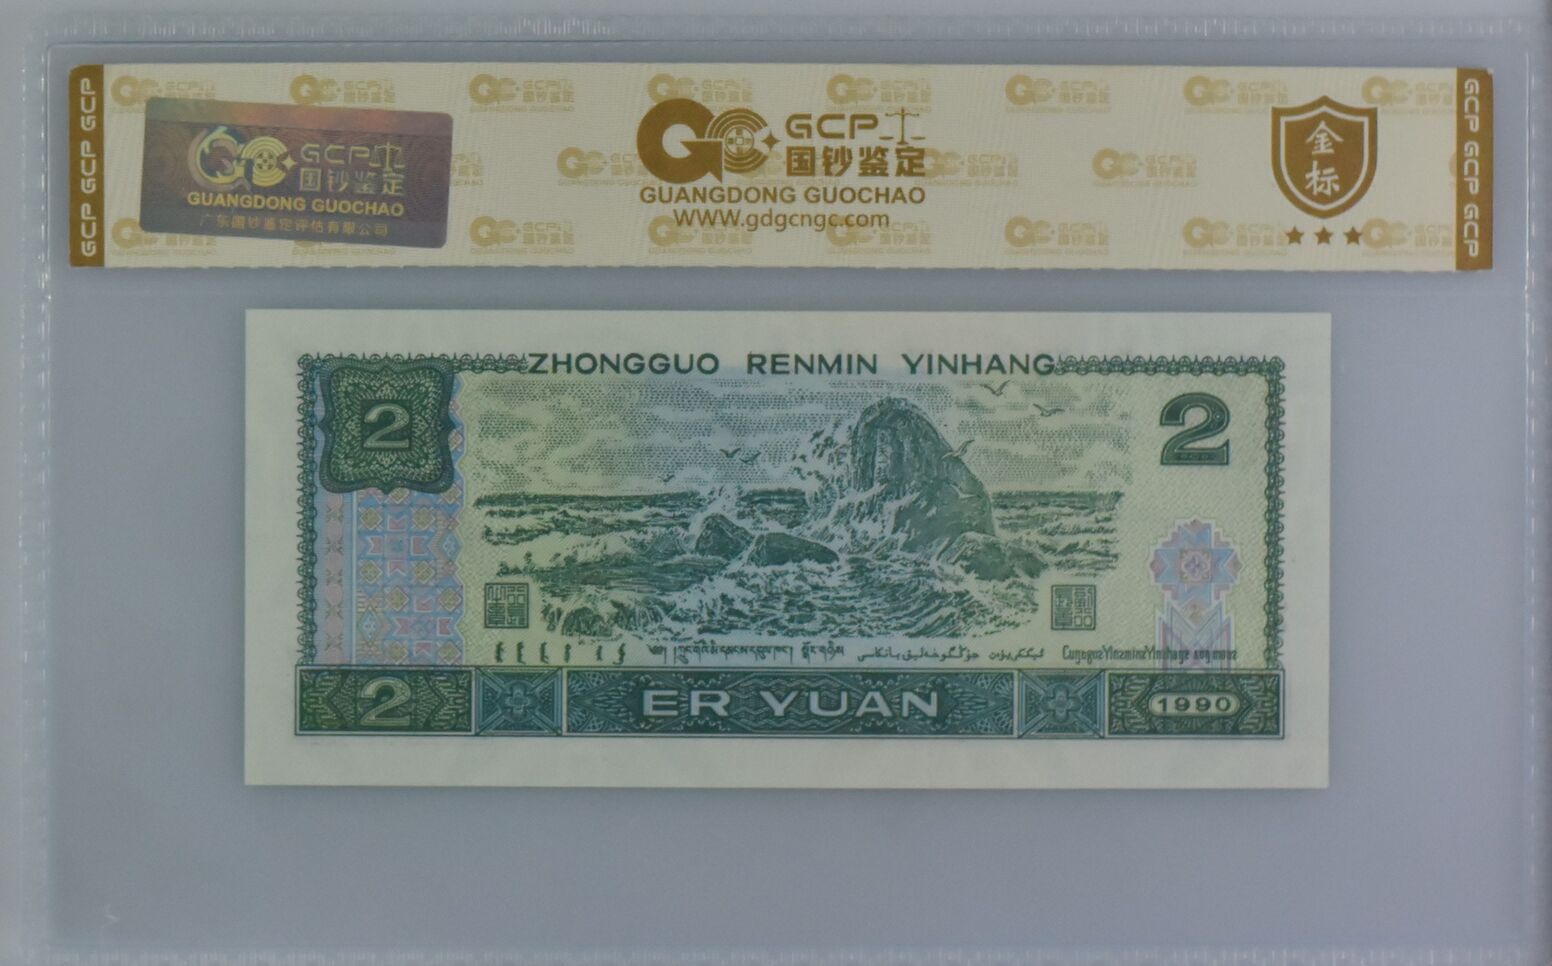 GCP GCP GCP
GCP
国钞鉴定
GUANGDONG GUOCHAO
广东国钞鉴定评估有限公司
GCP
国钞鉴定
GUANGDONG GUOCHAO
WWW.gdgcngc.com
金标
GCP GCP GCP
ZHONGGUO RENMIN YINHANG
2
2
2 ER YUAN 1990